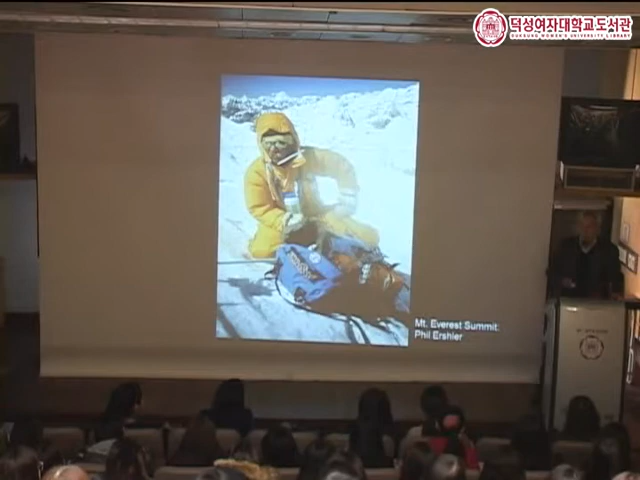 덕성여자대학교도서관
DUKSUNG WOMEN'S UNIVERSITY LIBRARY
Mt. Everest Summit:
Phil Ershler